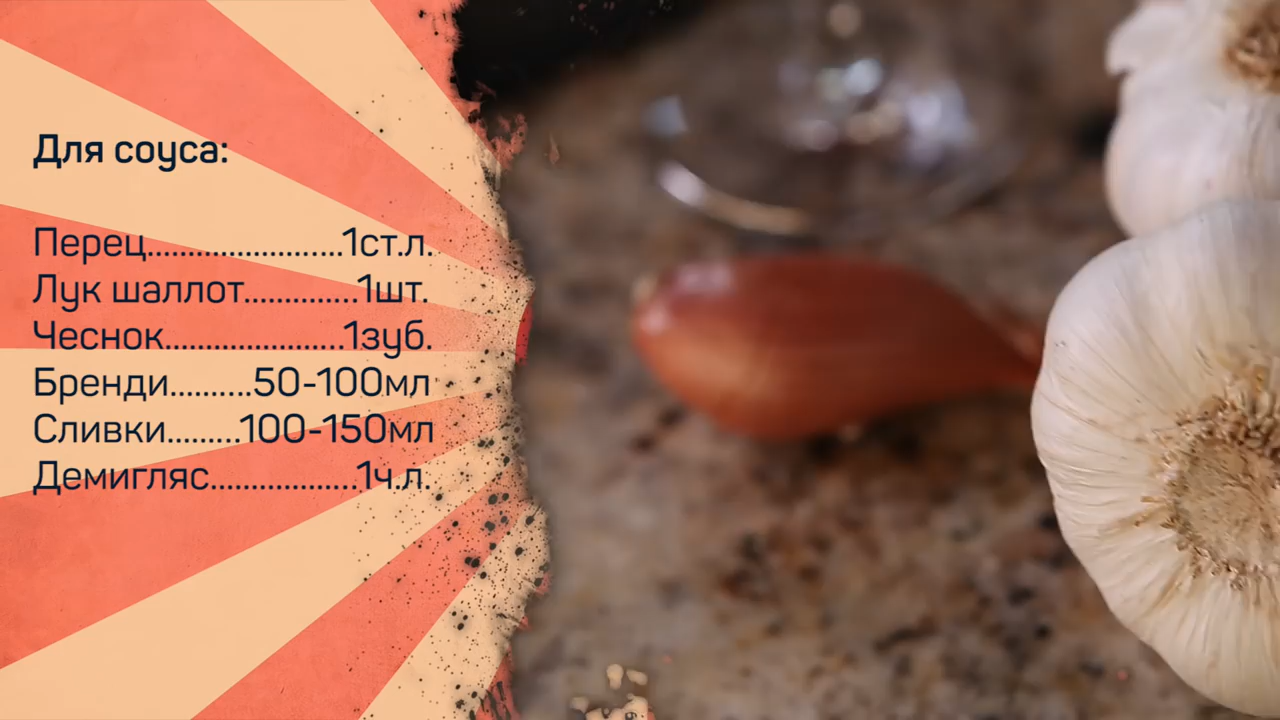 Для соуса:
Перец........................1ст.л.
Лук шаллот..............1шт.
Чеснок......................1зуб.
Бренди..........50-100мл
Сливки.........100-150мл
Демигляс..................1ч.л.